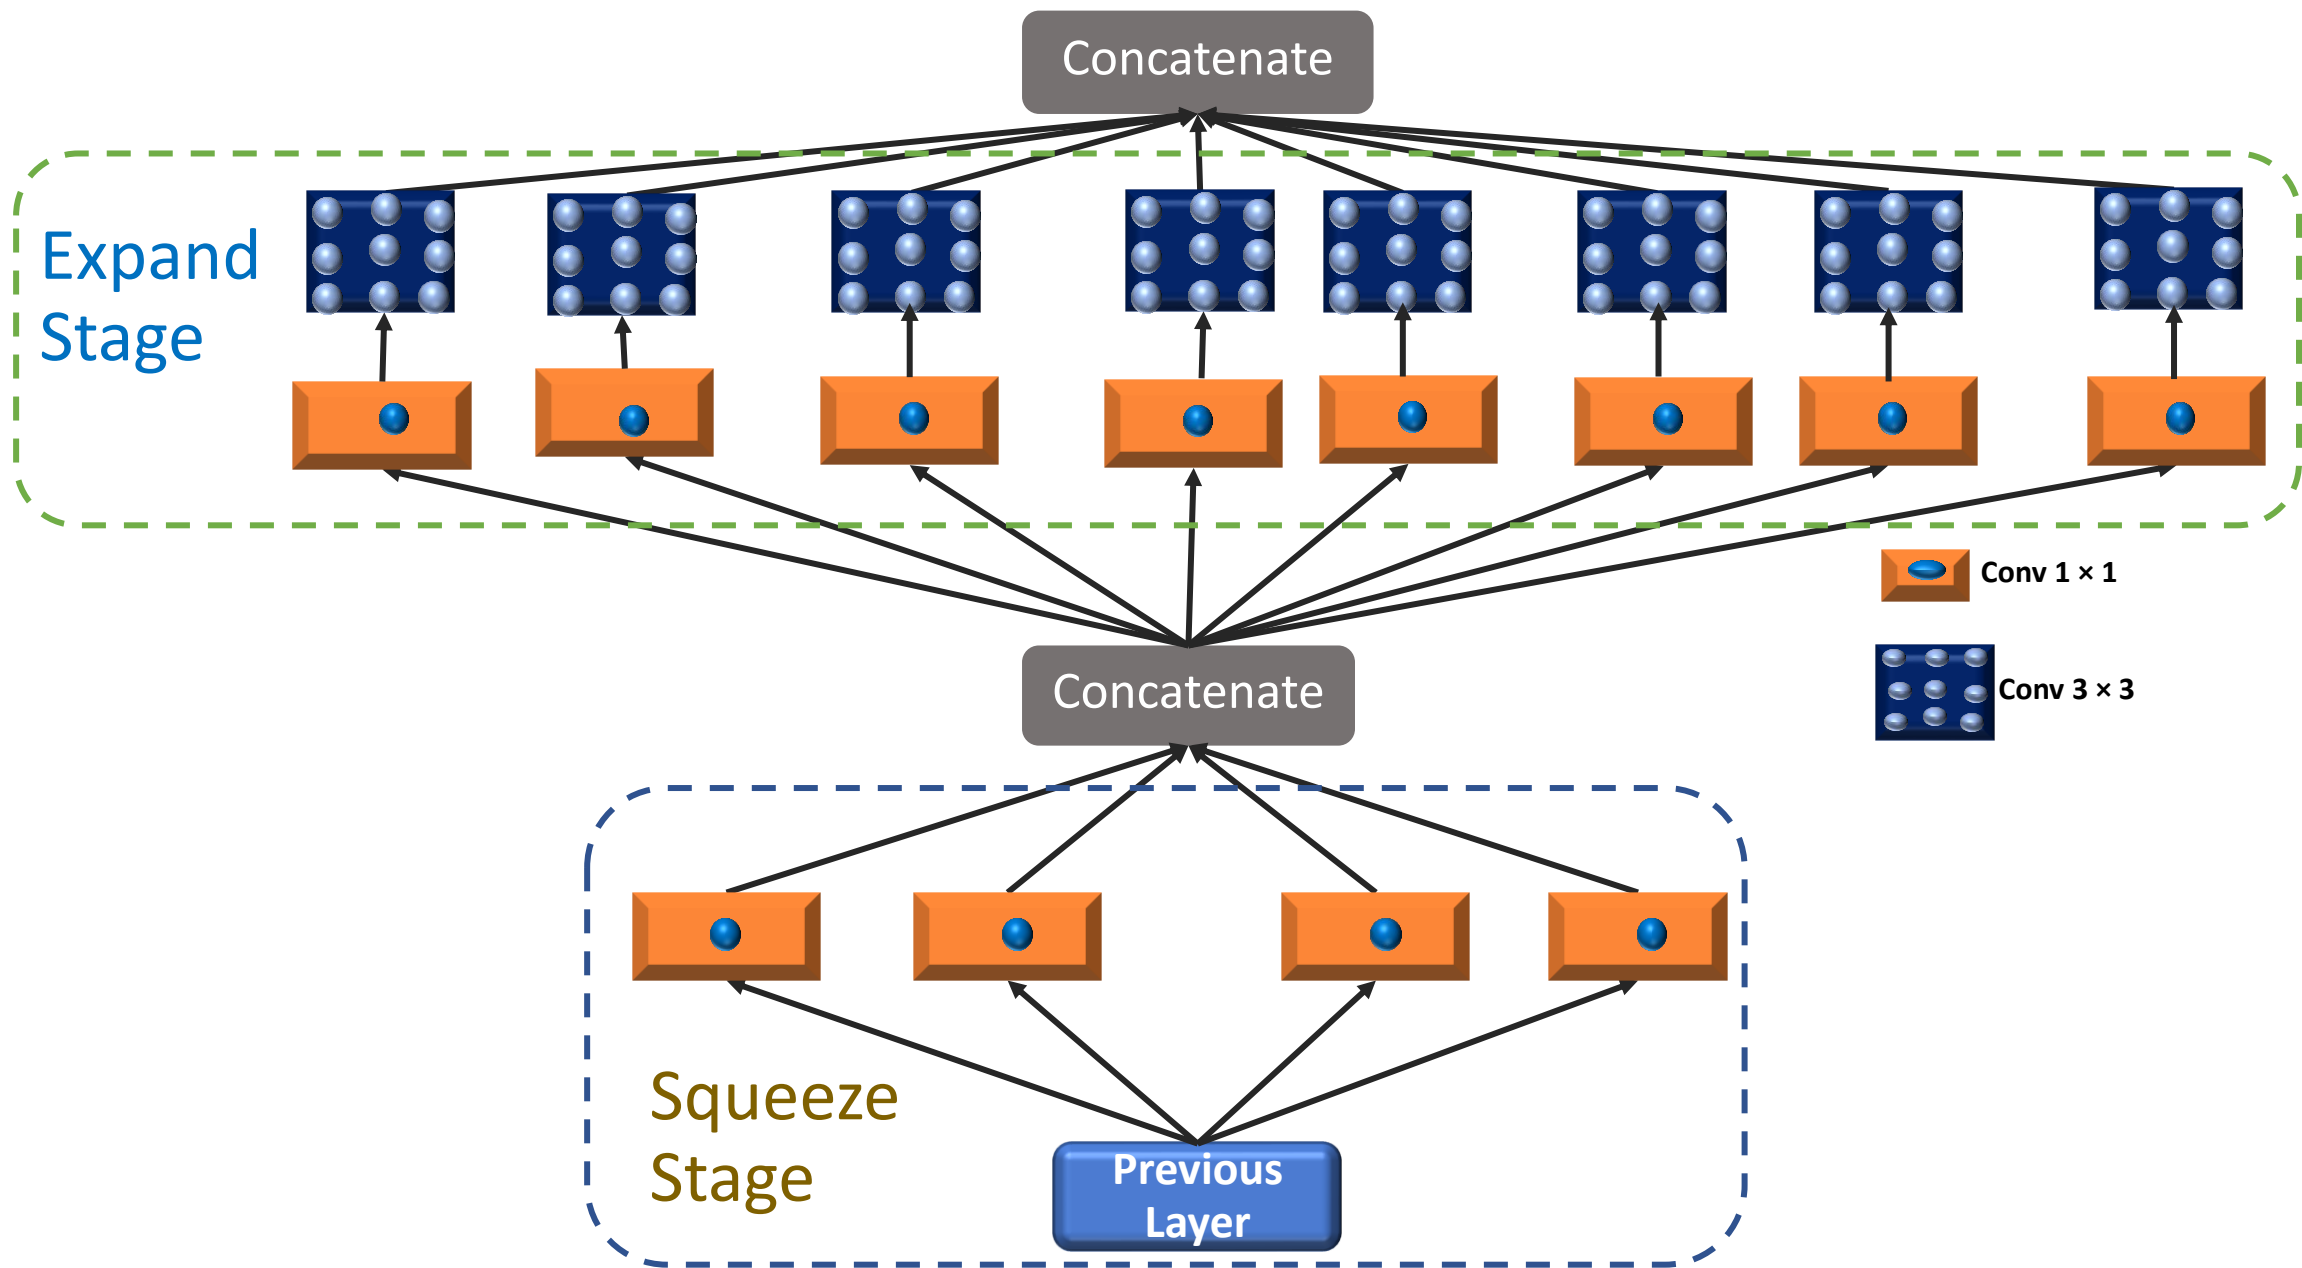 Concatenate
Expand
Stage
Conv 1 × 1
Concatenate
Conv 3 × 3
Squeeze
Stage
Previous
Layer